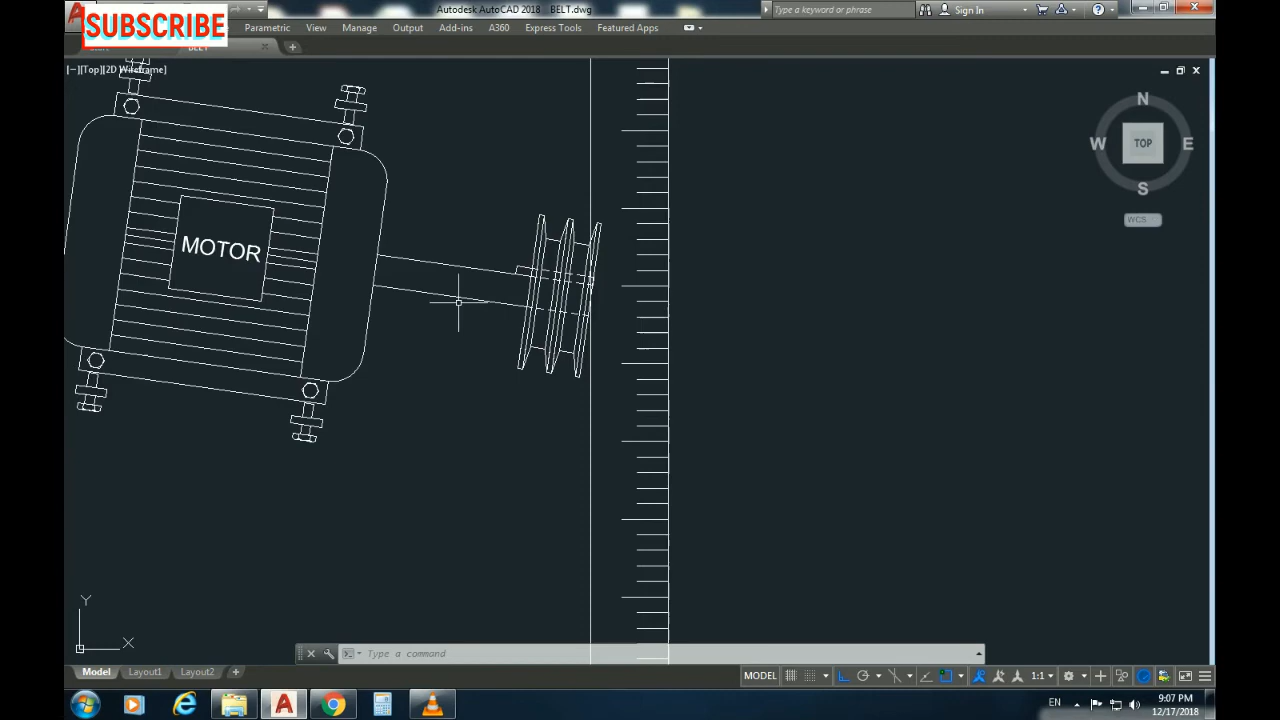 Autodesk AutoCAD 2018 BELT.dwg
Type a keyword or phrase
Sign In
SUBSCRIBE
Parametric View Manage Output Add-ins A360 Express Tools Featured Apps
[−][Top][2D Wireframe]
N
W TOP E
S
WCS
MOTOR
Y
X
Type a command
Model Layout1 Layout2
MODEL 1:1
EN 9:07 PM
12/17/2018